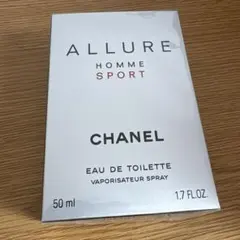 ALLURE
HOMME
SPORT
CHANEL
EAU DE TOILETTE
VAPORISATEUR SPRAY
50 ml 1.7 FL.OZ.